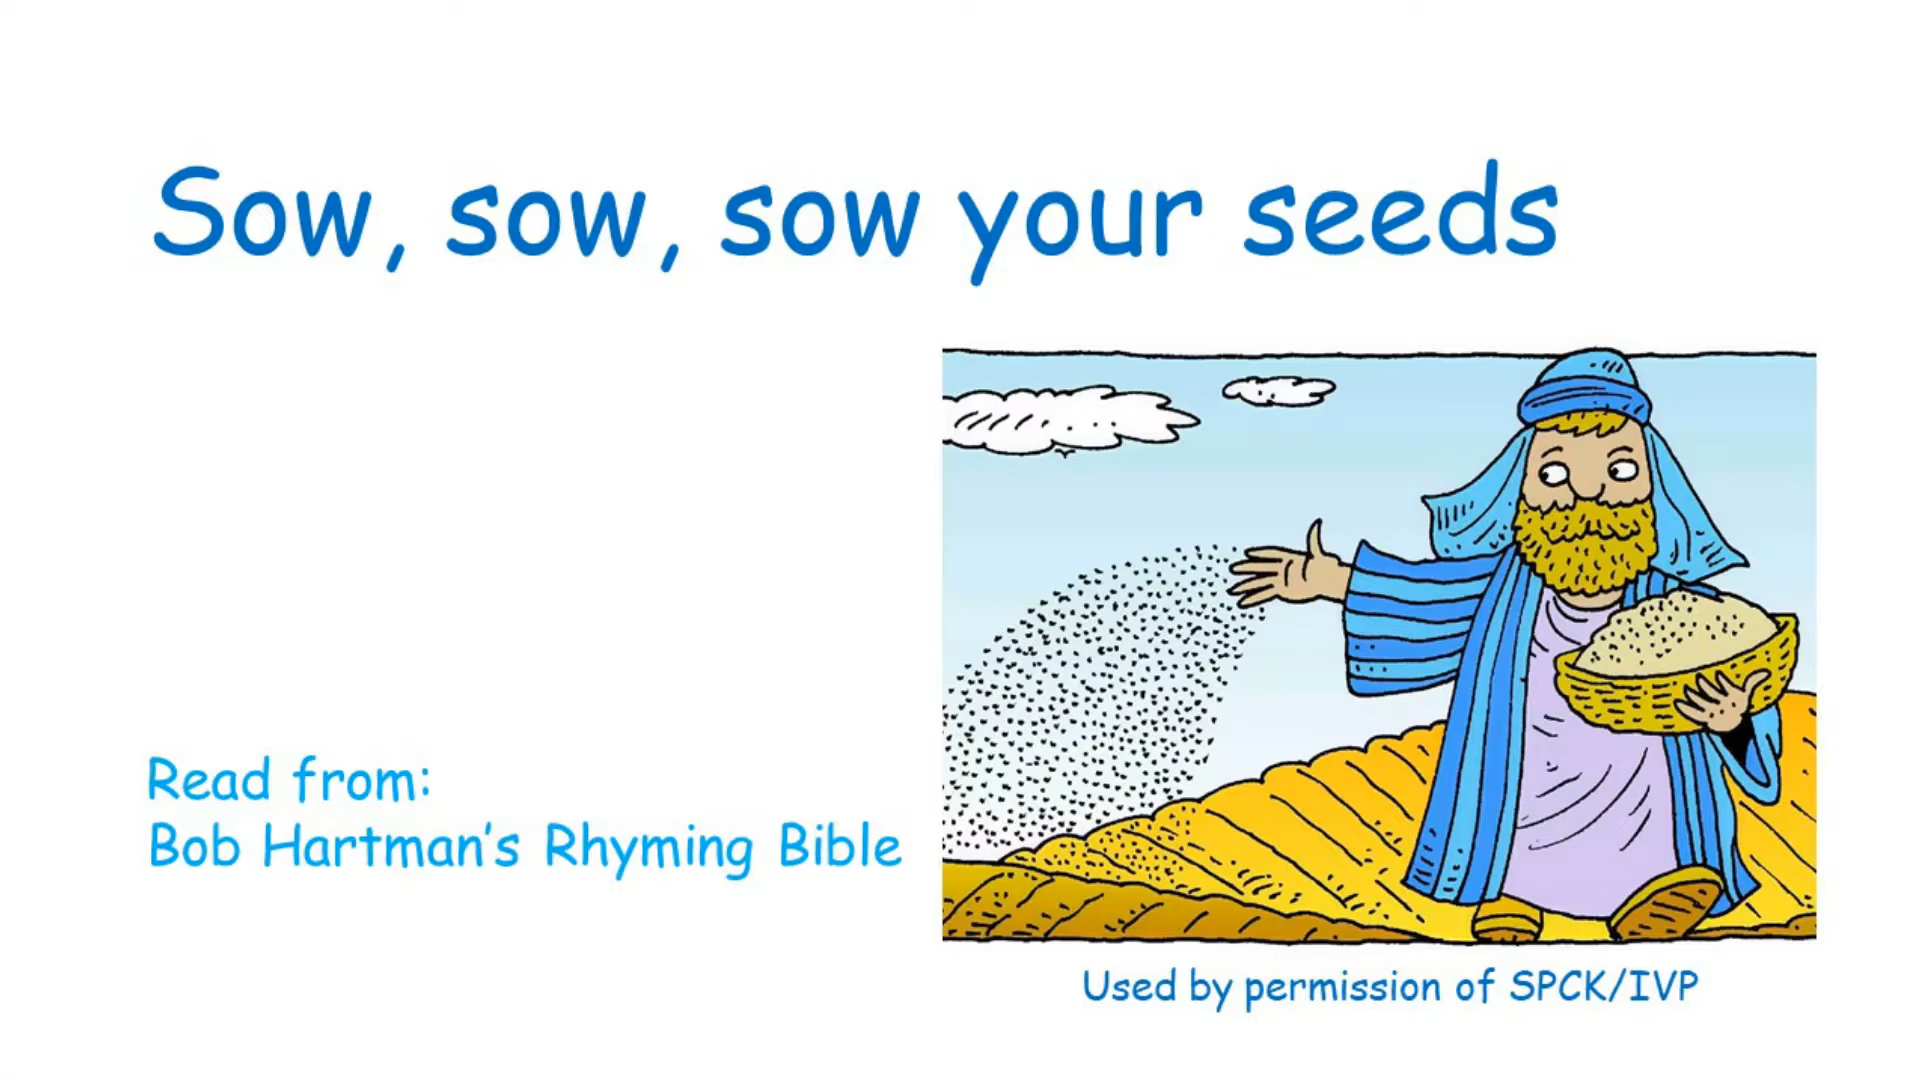 Sow, sow, sow your seeds
Read from:
Bob Hartman's Rhyming Bible
Used by permission of SPCK/IVP